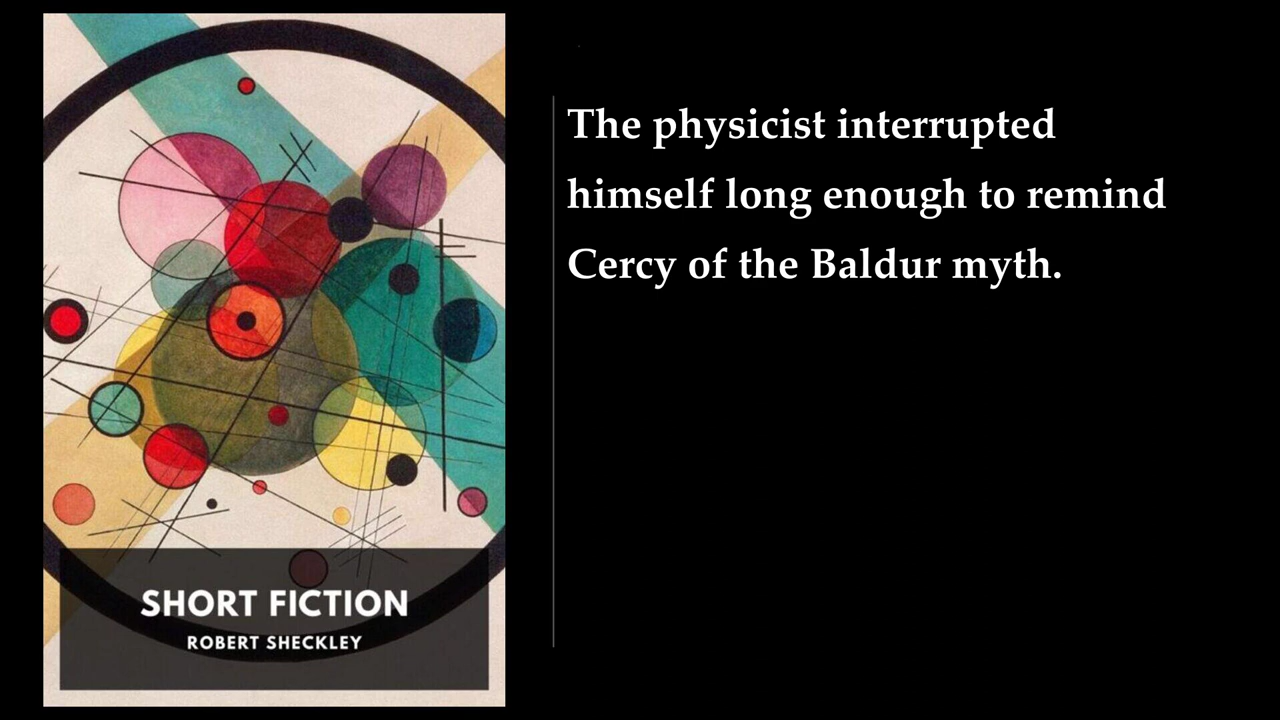 The physicist interrupted
himself long enough to remind
Cercy of the Baldur myth.
SHORT FICTION
ROBERT SHECKLEY